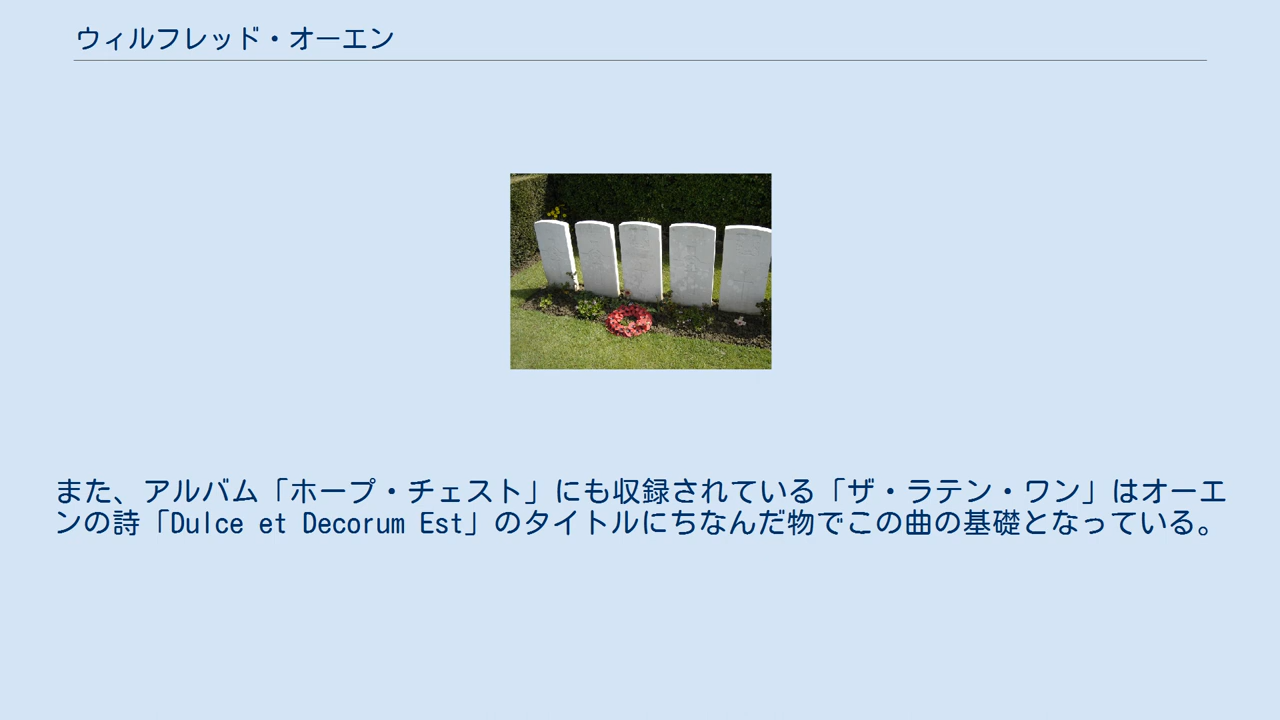 ウィルフレッド・オーエン
また、アルバム「ホープ・チェスト」にも収録されている「ザ・ラテン・ワン」はオーエ
ンの詩「Dulce et Decorum Est」のタイトルにちなんだ物でこの曲の基礎となっている。